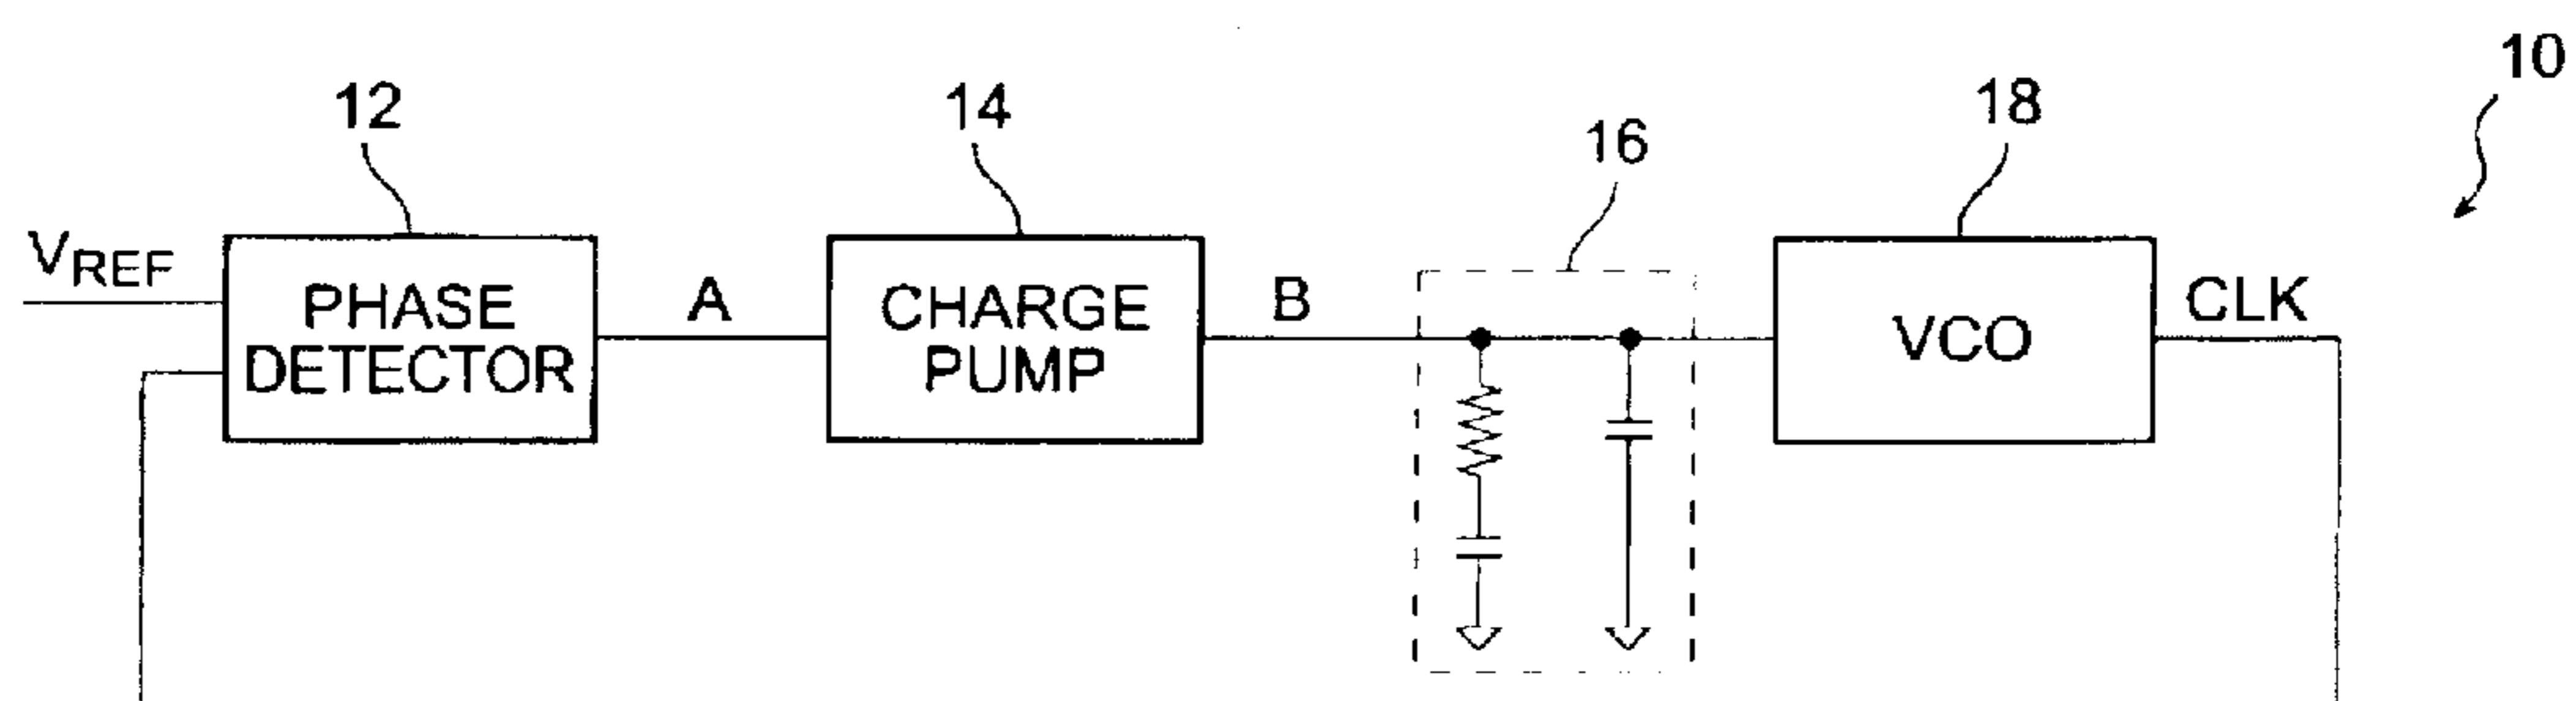 10
12
14
16
18
VREF
PHASE
DETECTOR
A
CHARGE
PUMP
B
VCO
CLK